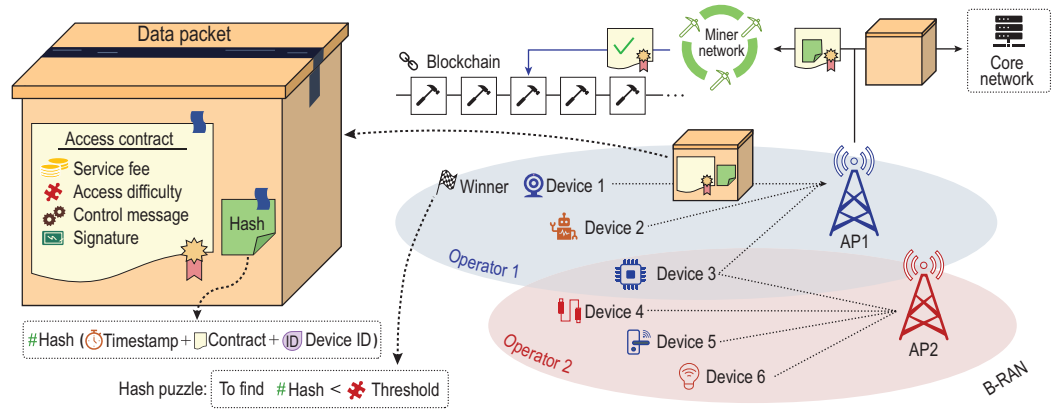 Data packet
Access contract
Service fee
Access difficulty
Control message
Signature
Hash
#Hash (Timestamp + Contract + ID Device ID)
Hash puzzle: To find #Hash < Threshold
Blockchain
Miner
network
Core
network
Winner
Device 1
Device 2
Operator 1
Device 3
AP1
Device 4
Device 5
Operator 2
Device 6
AP2
B-RAN